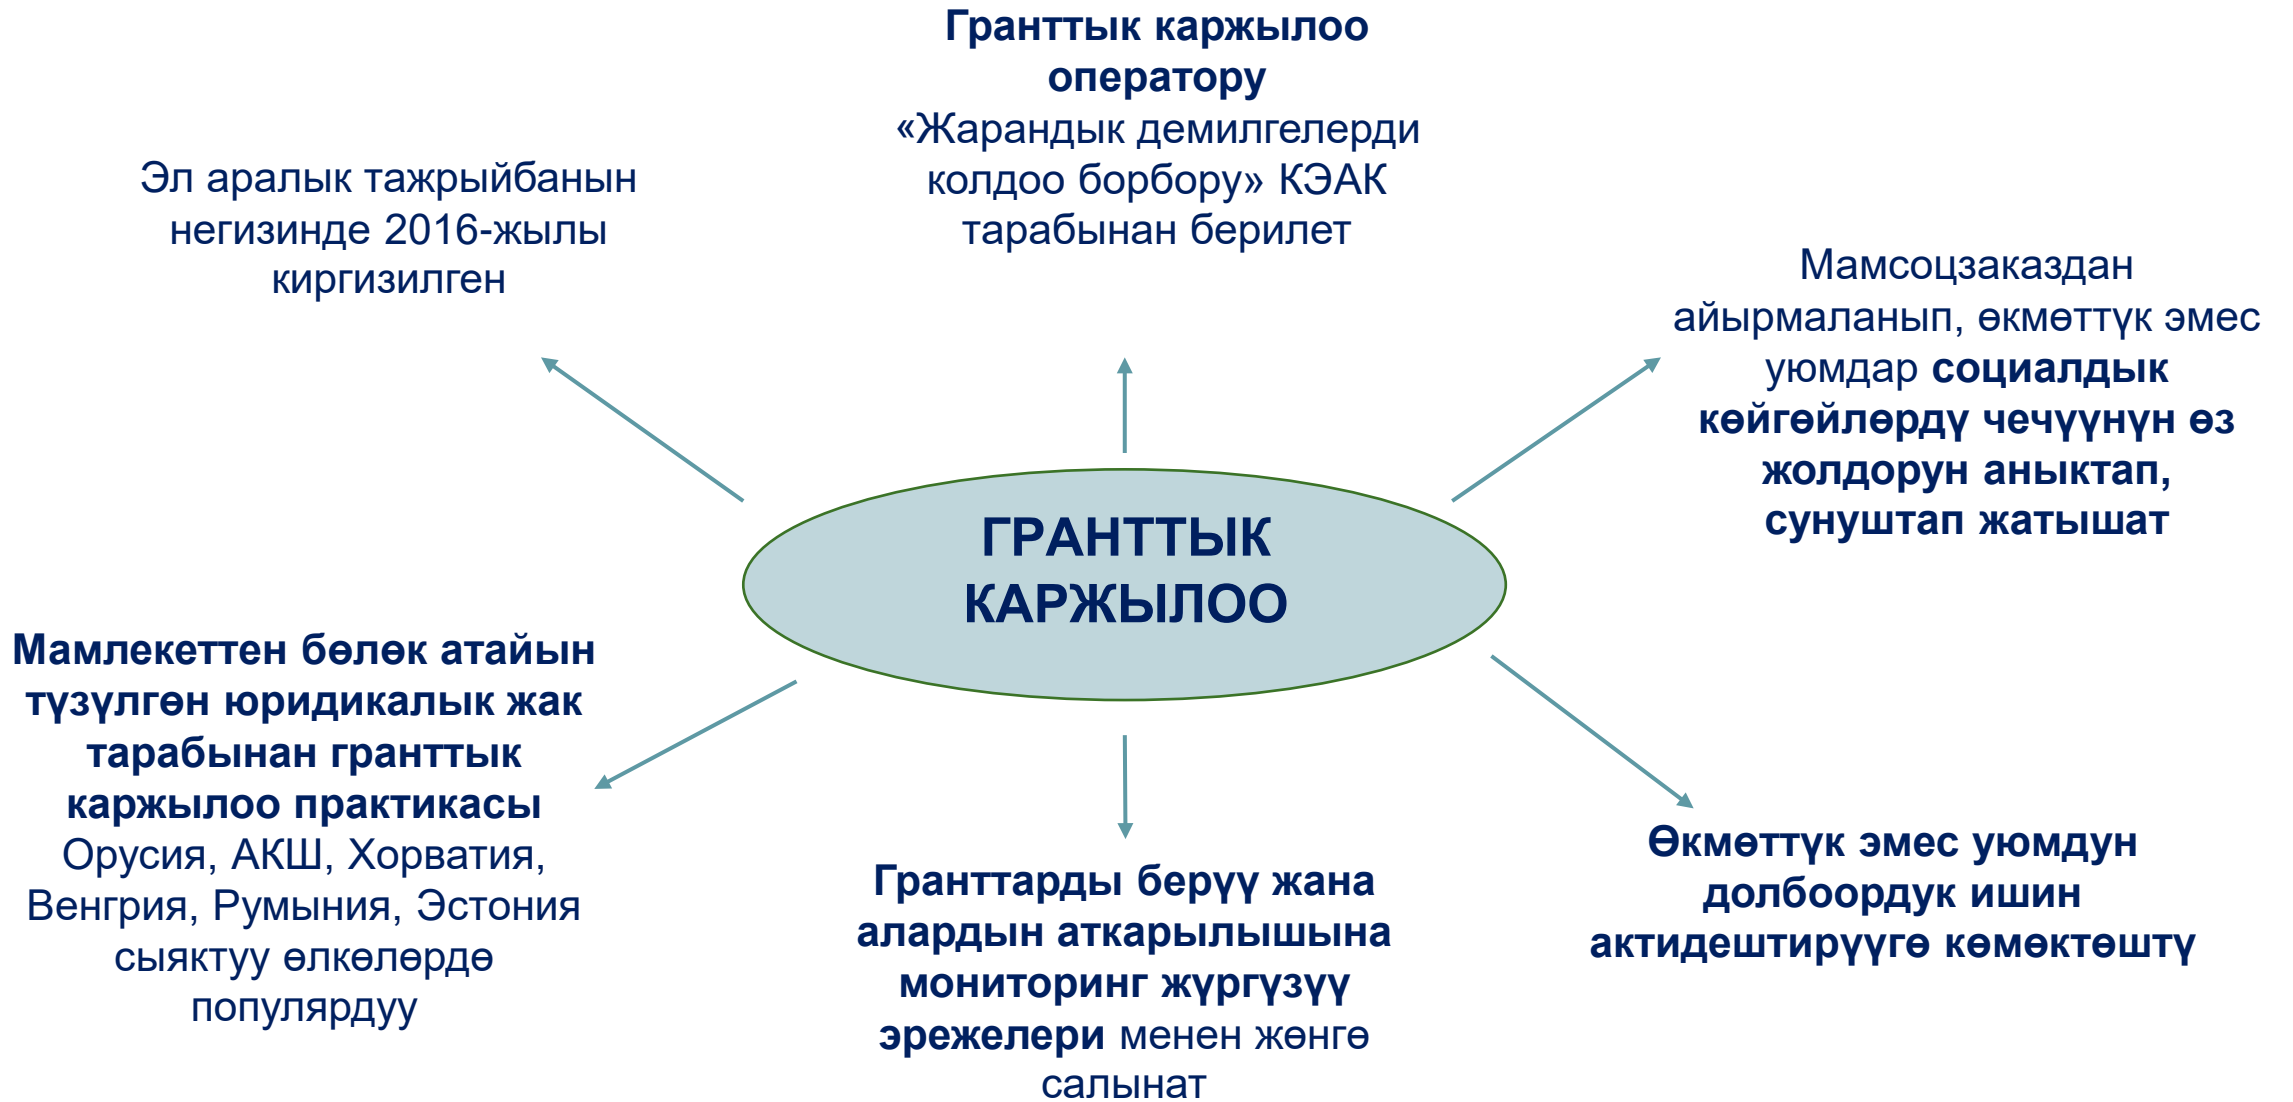 Гранттык каржылоо
оператору
«Жарандык демилгелерди
колдоо борбору» КЭАК
тарабынан берилет
Эл аралык тажрыйбанын
негизинде 2016-жылы
киргизилген
Мамсоцзаказдан
айырмаланып, өкмөттүк эмес
уюмдар социалдык
көйгөйлөрдү чечүүнүн өз
жолдорун аныктап,
сунуштап жатышат
ГРАНТТЫК
КАРЖЫЛОО
Мамлекеттен бөлөк атайын
түзүлгөн юридикалык жак
тарабынан гранттык
каржылоо практикасы
Орусия, АКШ, Хорватия,
Венгрия, Румыния, Эстония
сыяктуу өлкөлөрдө
популярдуу
Гранттарды берүү жана
алардын аткарылышына
мониторинг жүргүзүү
эрежелери менен жөнгө
салынат
Өкмөттүк эмес уюмдун
долбоордук ишин
актидештирүүгө көмөктөштү